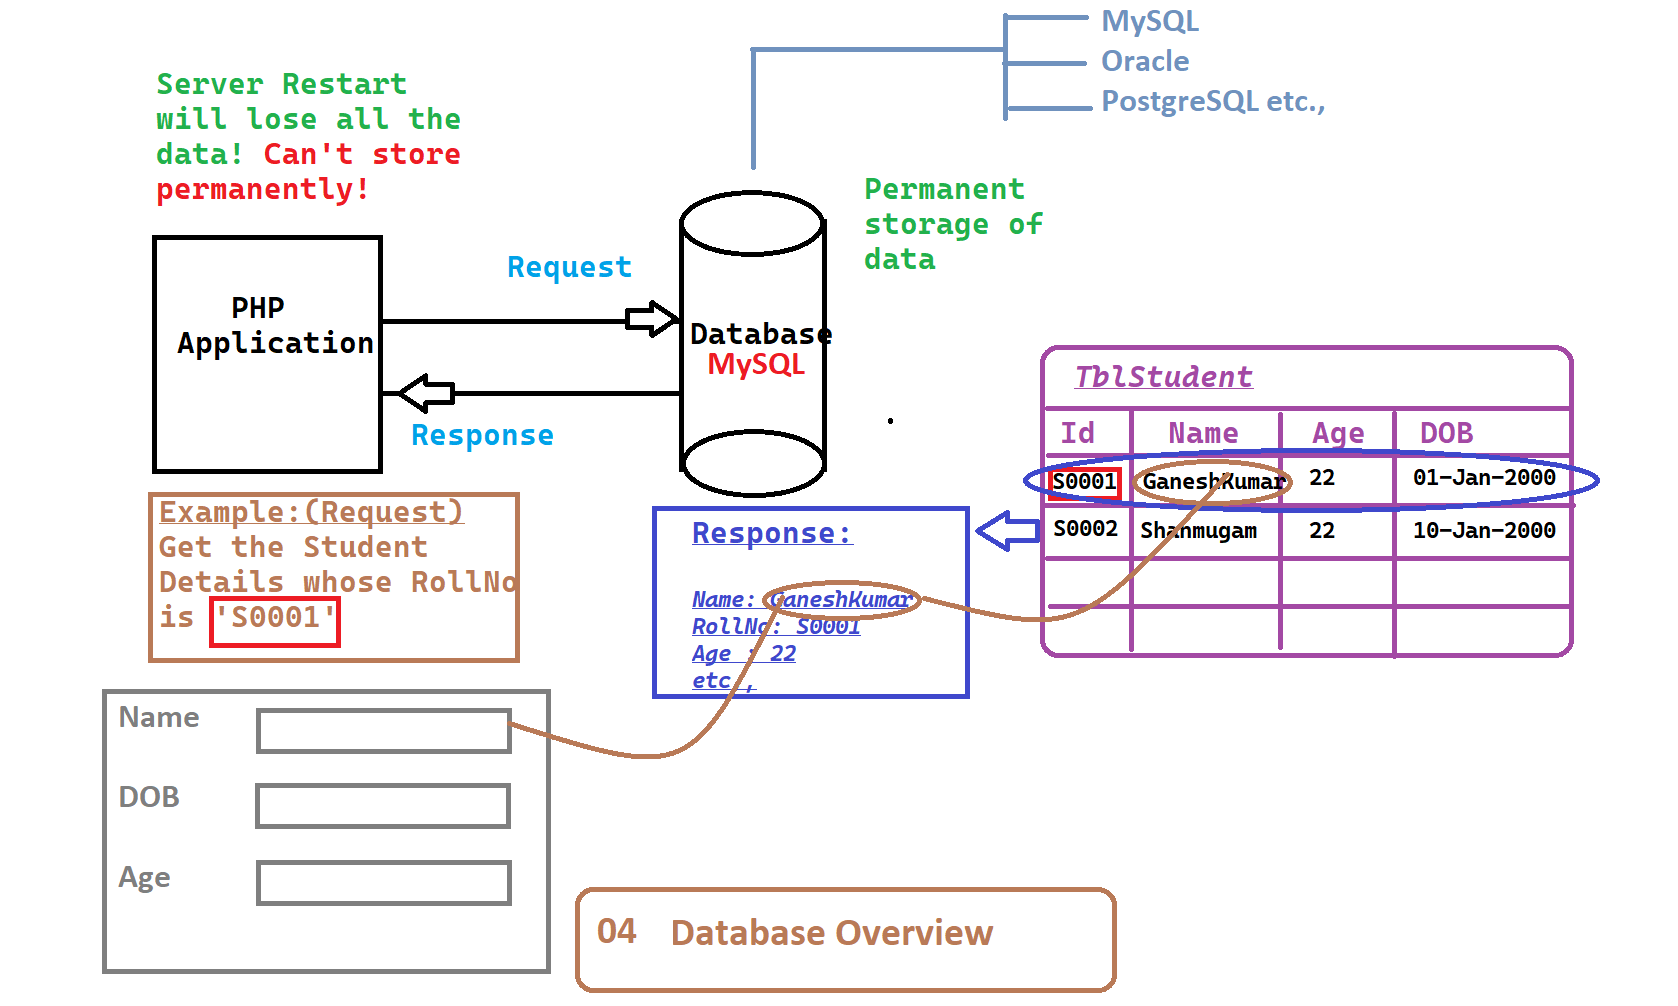 MySQL
Oracle
PostgreSQL etc.,
Server Restart
will lose all the
data! Can't store
permanently!
Permanent
storage of
data
Request
PHP
Application
Database
MySQL
Response
TblStudent
Id Name Age DOB
S0001 GaneshKumar 22 01-Jan-2000
S0002 Shanmugam 22 10-Jan-2000
Example:(Request)
Get the Student
Details whose RollNo
is 'S0001'
Response:
Name: GaneshKumar
RollNo: S0001
Age : 22
etc.,
Name
DOB
Age
04 Database Overview